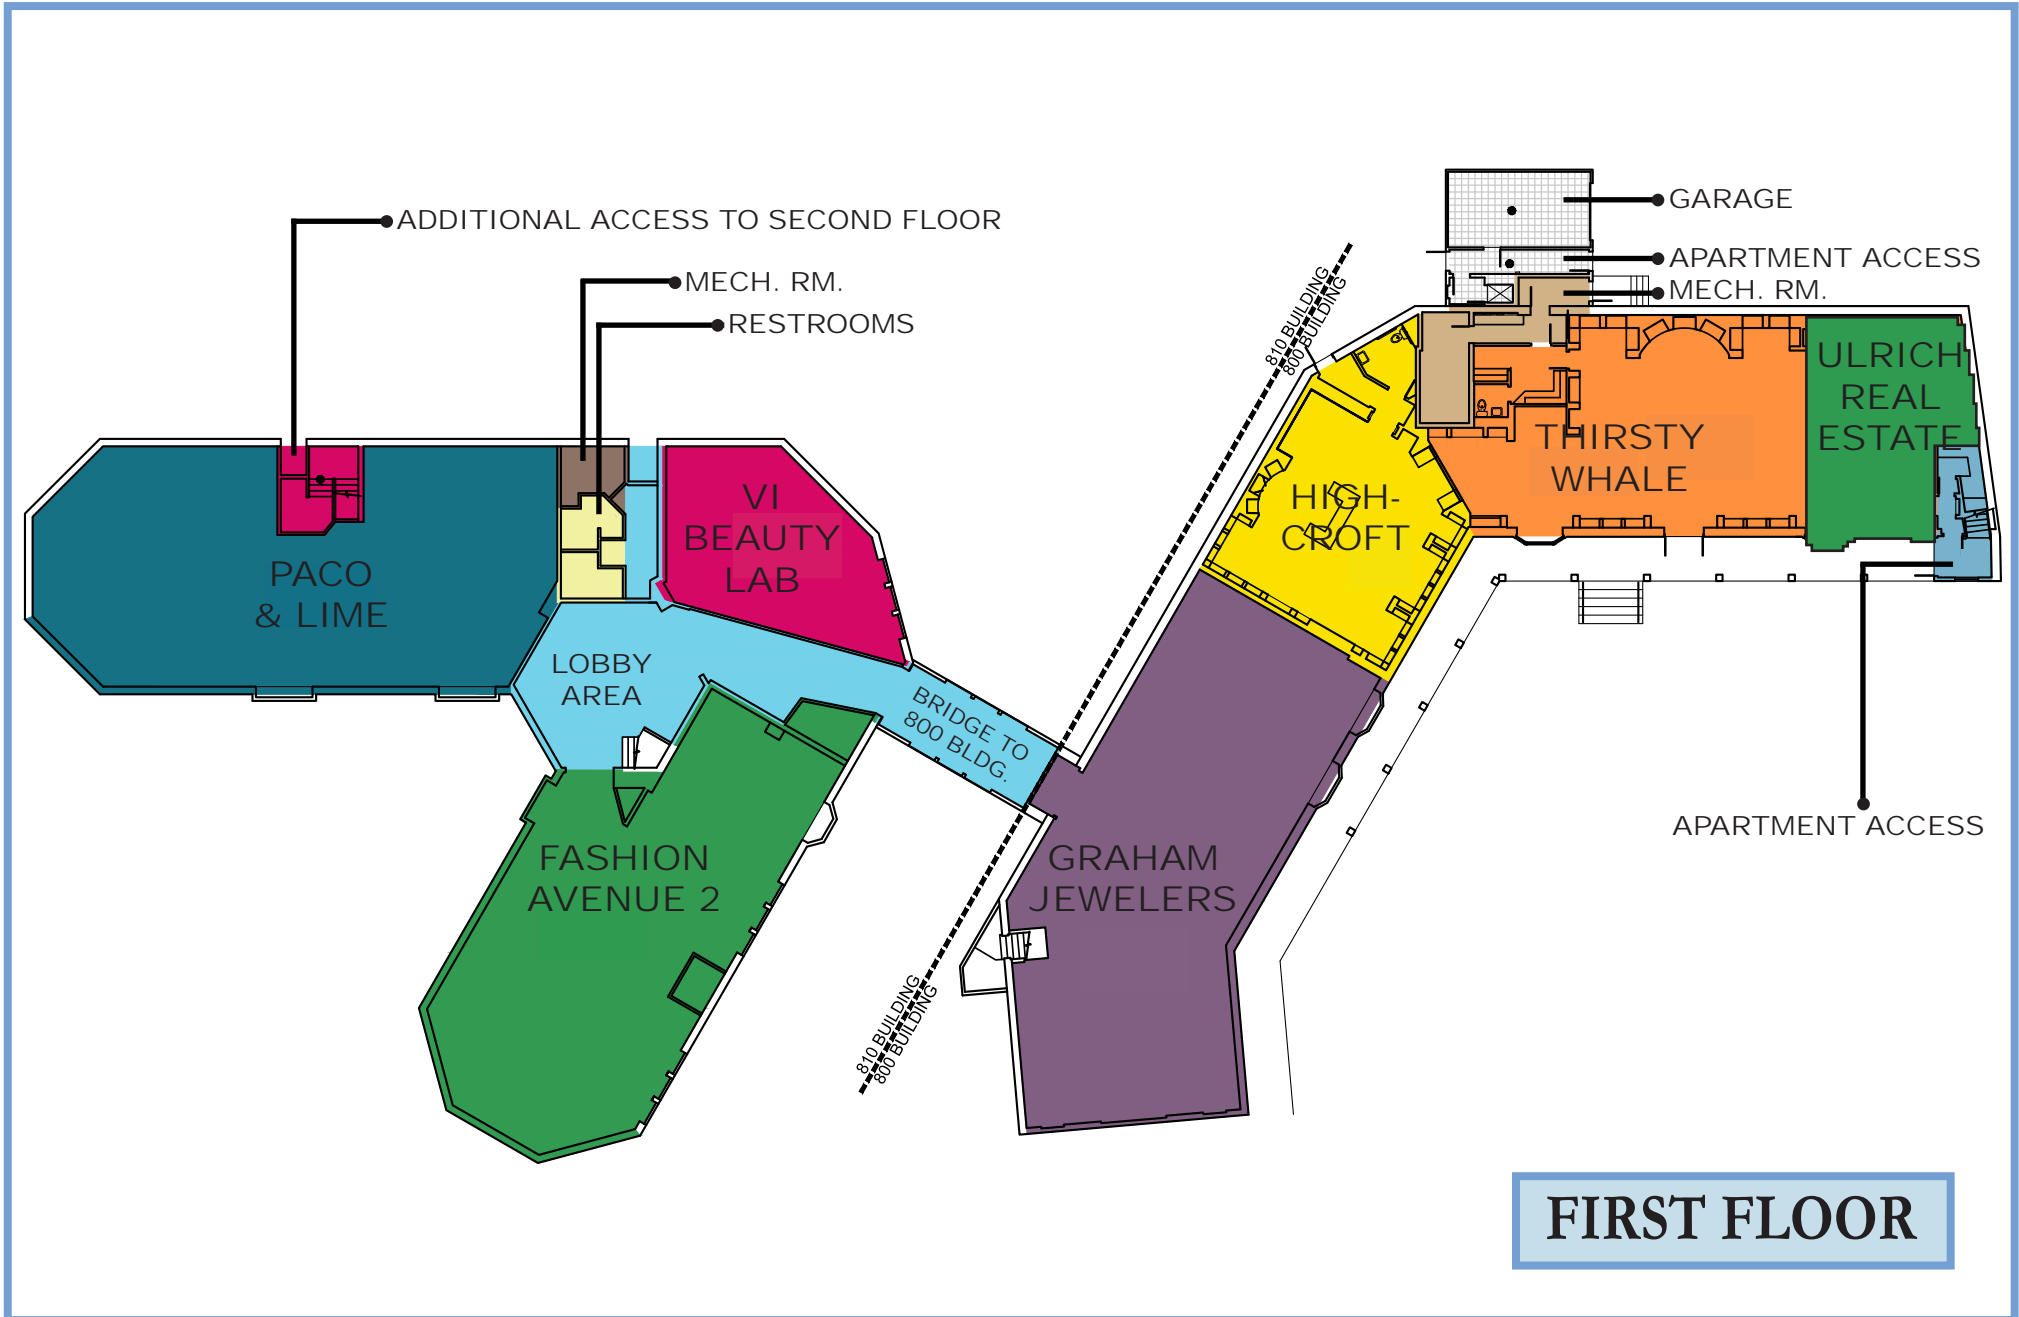 GARAGE
ADDITIONAL ACCESS TO SECOND FLOOR
APARTMENT ACCESS
MECH. RM.
MECH. RM.
RESTROOMS
810 BUILDING
800 BUILDING
ULRICH
REAL
ESTATE
THIRSTY
WHALE
HIGH-
CROFT
VI
BEAUTY
LAB
PACO
& LIME
LOBBY
AREA
BRIDGE TO
800 BLDG.
APARTMENT ACCESS
FASHION
AVENUE 2
GRAHAM
JEWELERS
810 BUILDING
800 BUILDING
FIRST FLOOR